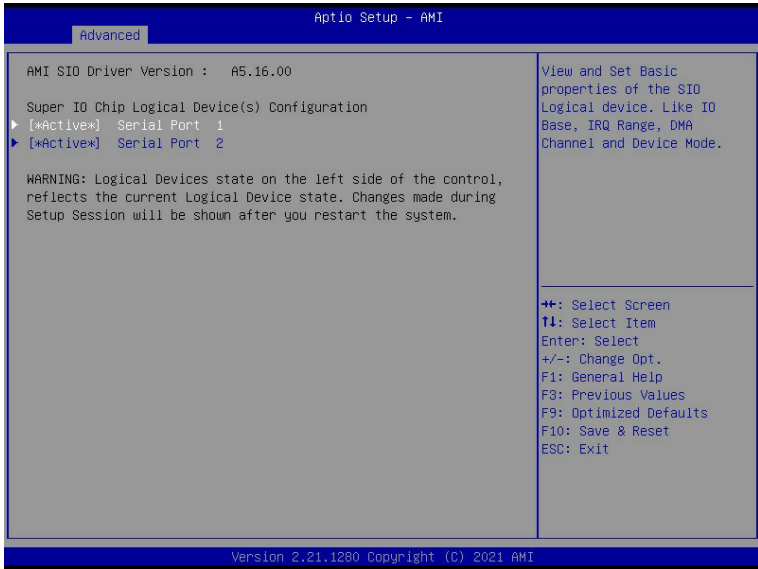 Aptio Setup – AMI
Advanced
AMI SIO Driver Version : A5.16.00
Super IO Chip Logical Device(s) Configuration
[*Active*] Serial Port 1
[*Active*] Serial Port 2
WARNING: Logical Devices state on the left side of the control,
reflects the current Logical Device state. Changes made during
Setup Session will be shown after you restart the system.
View and Set Basic
properties of the SIO
Logical device. Like IO
Base, IRQ Range, DMA
Channel and Device Mode.
→←: Select Screen
↑↓: Select Item
Enter: Select
+/-: Change Opt.
F1: General Help
F3: Previous Values
F9: Optimized Defaults
F10: Save & Reset
ESC: Exit
Version 2.21.1280 Copyright (C) 2021 AMI